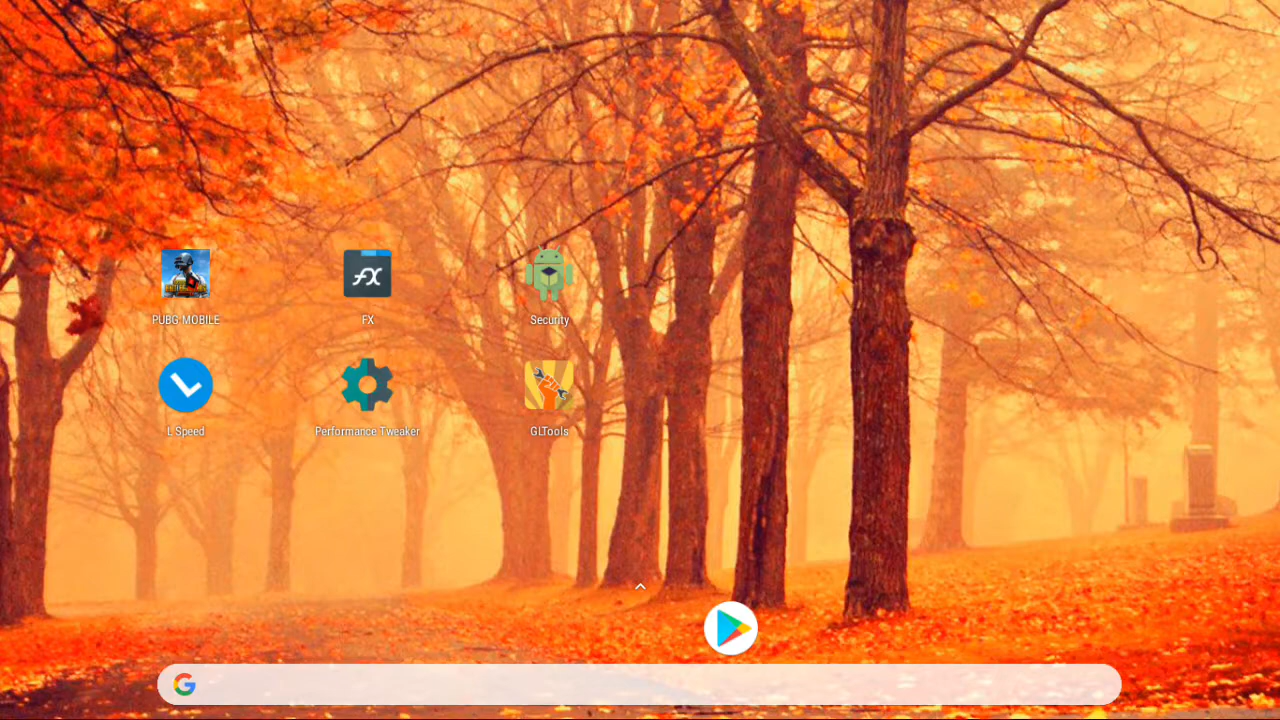 PUBG MOBILE
FX
Security
L Speed
Performance Tweaker
GLTools